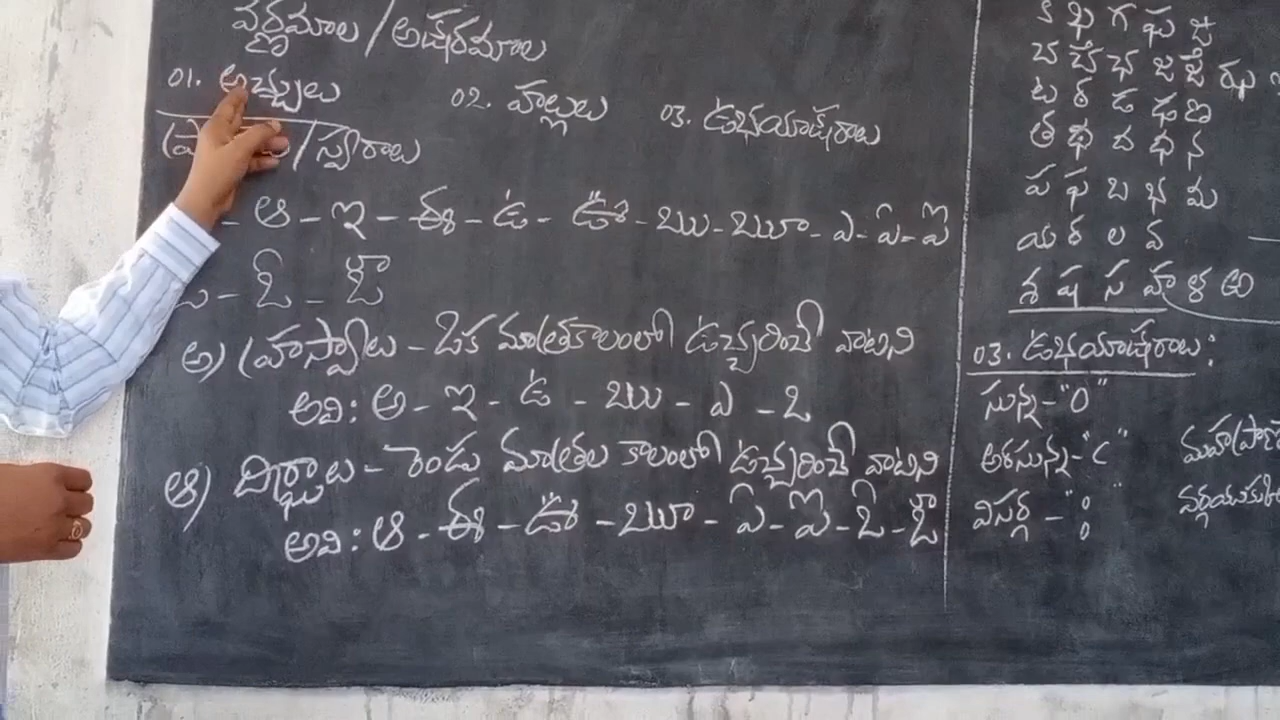 వర్ణమాల / అక్షరమాల
01. అచ్చులు 02. హల్లులు 03. ఉభయాక్షరాలు
/ స్వరాలు
- ఆ - ఇ - ఈ - ఉ - ఊ - ఋ - ౠ - ఎ - ఏ - ఐ
- ఓ - ఔ
అ) హ్రస్వాలు - ఒక మాత్రకాలంలో ఉచ్చరించే వాటిని
అవి: అ - ఇ - ఉ - ఋ - ఎ - ఒ
ఆ) దీర్ఘాలు - రెండు మాత్రల కాలంలో ఉచ్చరించే వాటిని
అవి: ఆ - ఈ - ఊ - ౠ - ఏ - ఐ - ఓ - ఔ
క ఖ గ ఘ ఙ
చ ఛ జ ఝ
ట ఠ డ ఢ ణ
త థ ద ధ న
ప ఫ బ భ మ
య ర ల వ
శ ష స హ ళ
03. ఉభయాక్షరాలు:
సున్న - "0"
అరసున్న - "ఁ"
విసర్గ - "ః"